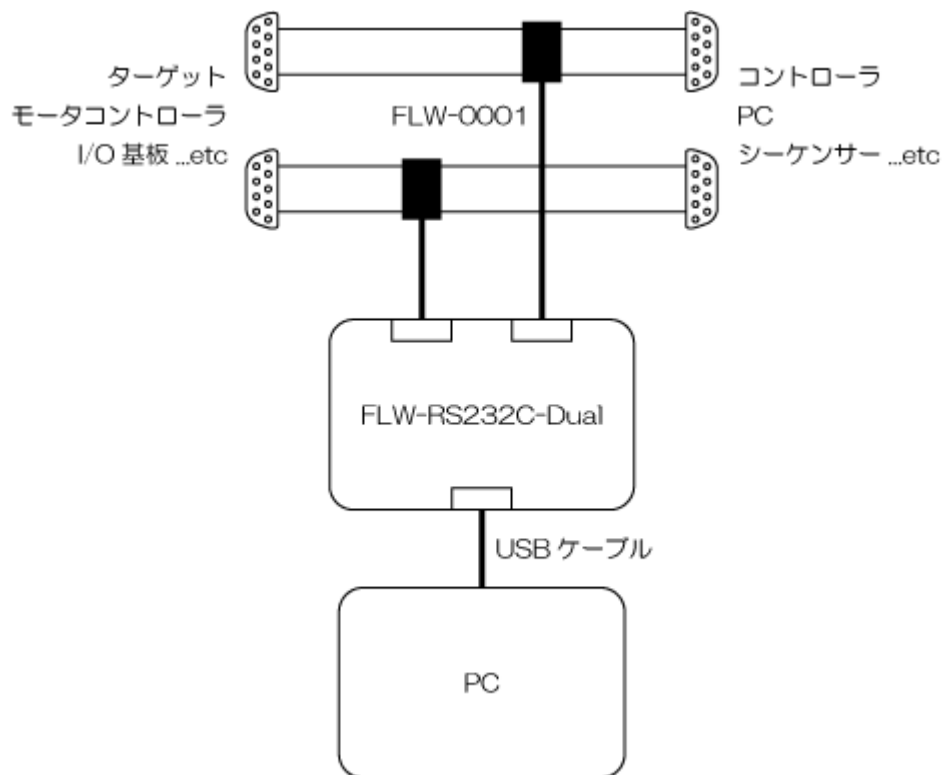 ターゲット
モータコントローラ
I/O 基板 ...etc
FLW-0001
コントローラ
PC
シーケンサー ...etc
FLW-RS232C-Dual
USB ケーブル
PC